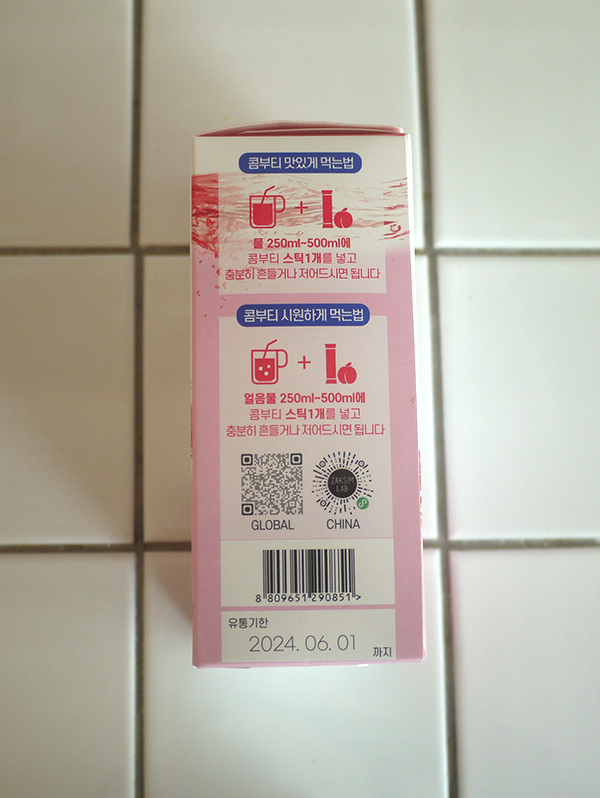 콤부티 맛있게 먹는법
물 250ml~500ml에
콤부티 스틱1개를 넣고
충분히 흔들거나 저어드시면 됩니다
콤부티 시원하게 먹는법
얼음물 250ml~500ml에
콤부티 스틱1개를 넣고
충분히 흔들거나 저어드시면 됩니다
ZAKSIM
LAB
GLOBAL
CHINA
8 809651 290851 >
유통기한
2024. 06. 01
까지